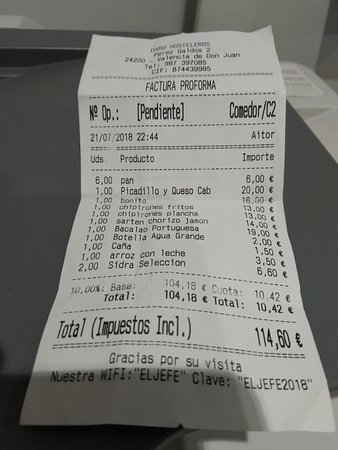 GARO HOSTELEROS
Perez Galdos 2
24200 - Valencia de Don Juan
Tel: 987 397085
CIF: B74439985
FACTURA PROFORMA
Nº Op.: [Pendiente] Comedor/C2
21/07/2018 22:44 Aitor
Uds. Producto Importe
6,00 pan 6,00 €
1,00 Picadillo y Queso Cab 20,00 €
1,00 bonito 16,00 €
1,00 chipirones fritos 13,00 €
1,00 chipirones plancha 13,00 €
1,00 sarten chorizo jamon 14,00 €
1,00 Bacalao Portuguesa 19,00 €
1,00 Botella Agua Grande 2,00 €
1,00 Caña 1,50 €
1,00 arroz con leche 3,50 €
2,00 Sidra Seleccion 6,60 €
10,00%: Base: 104,18 € Cuota: 10,42 €
Total: 104,18 € Total: 10,42 €
Total (Impuestos Incl.) 114,60 €
Gracias por su visita
Nuestra WIFI:"ELJEFE" Clave: "ELJEFE2018"